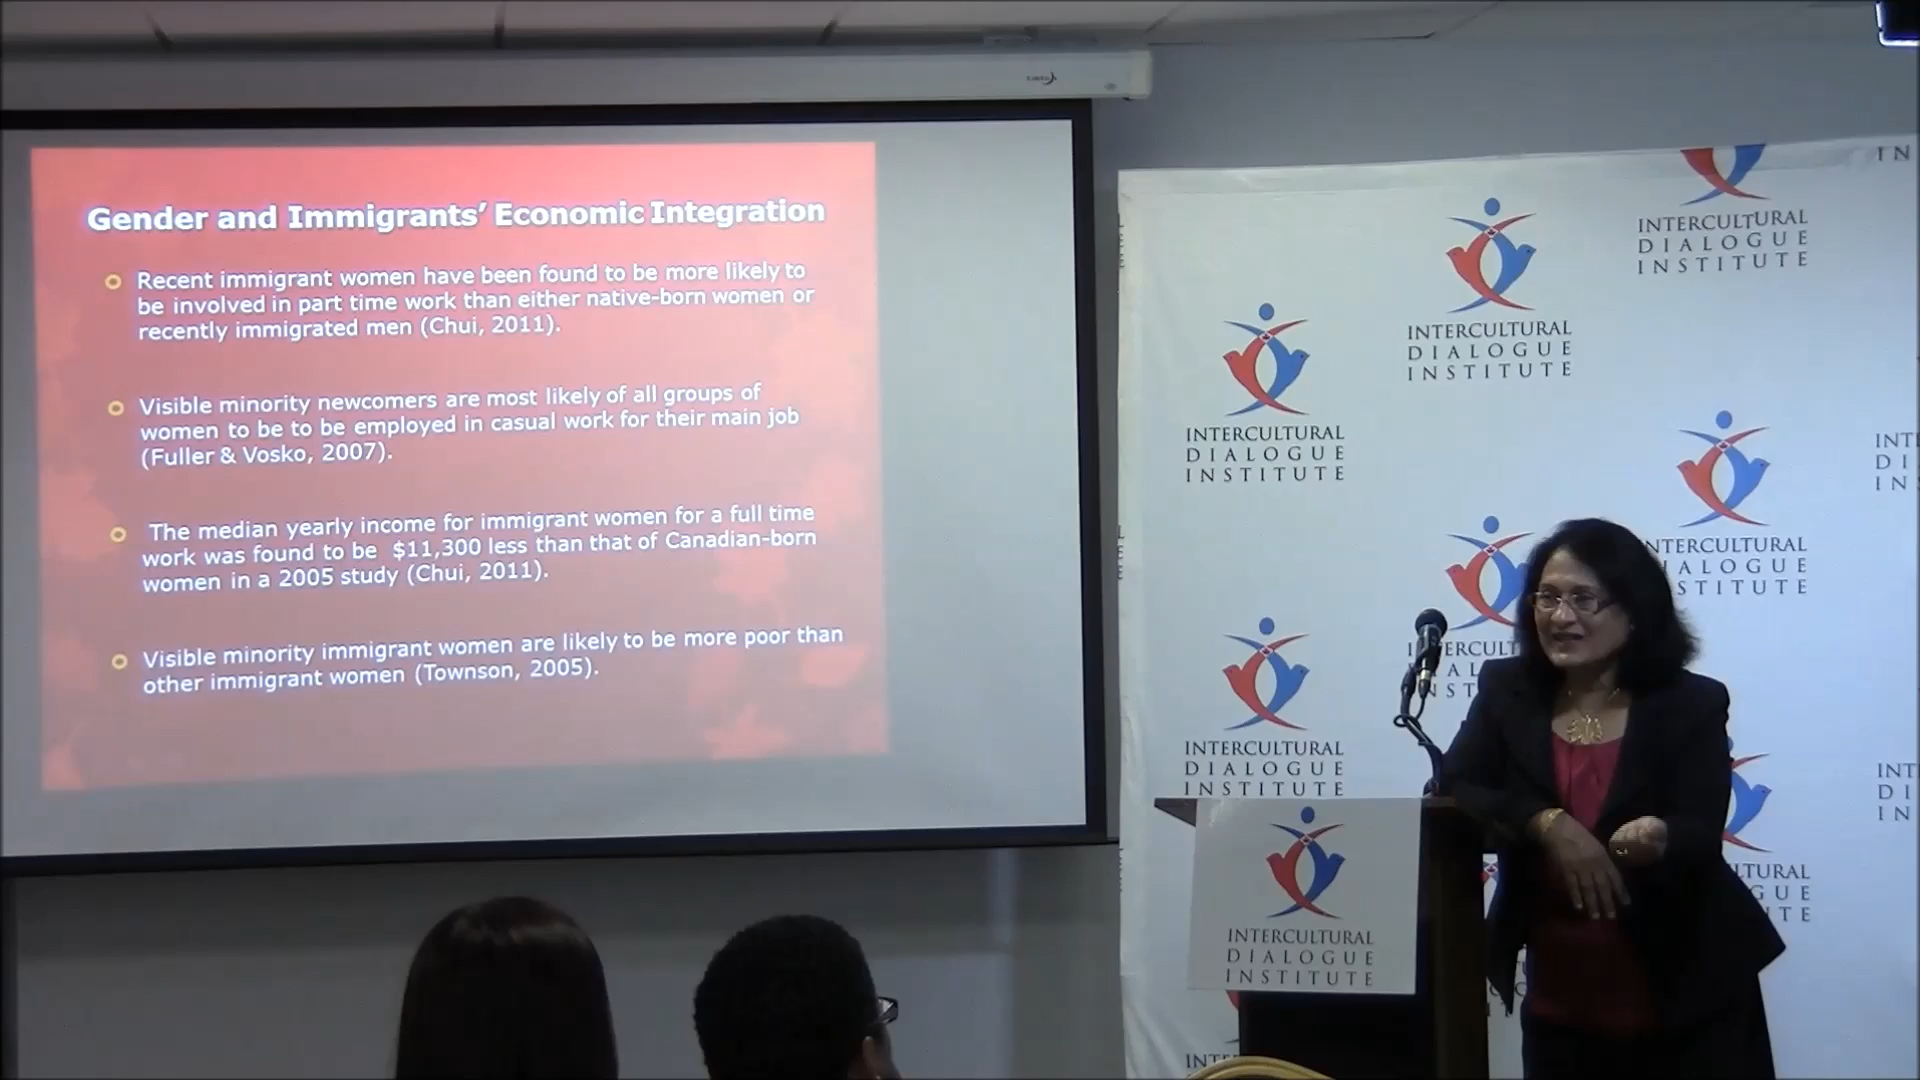 Gender and Immigrants' Economic Integration
Recent immigrant women have been found to be more likely to
be involved in part time work than either native-born women or
recently immigrated men (Chui, 2011).
Visible minority newcomers are most likely of all groups of
women to be to be employed in casual work for their main job
(Fuller & Vosko, 2007).
The median yearly income for immigrant women for a full time
work was found to be $11,300 less than that of Canadian-born
women in a 2005 study (Chui, 2011).
Visible minority immigrant women are likely to be more poor than
other immigrant women (Townson, 2005).
INTERCULTURAL
DIALOGUE
INSTITUTE
INTERCULTURAL
DIALOGUE
INSTITUTE
INTERCULTURAL
DIALOGUE
INSTITUTE
INTERCULTURAL
DIALOGUE
INSTITUTE
INTERCULTURAL
DIALOGUE
INSTITUTE